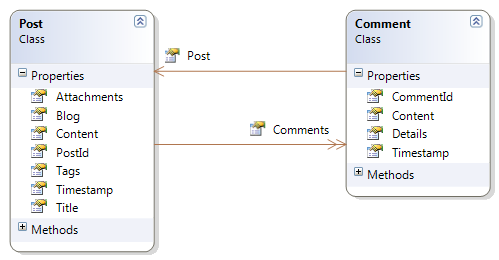 Post
Class
Properties
Attachments
Blog
Content
PostId
Tags
Timestamp
Title
Methods
Post
Comments
Comment
Class
Properties
CommentId
Content
Details
Timestamp
Methods